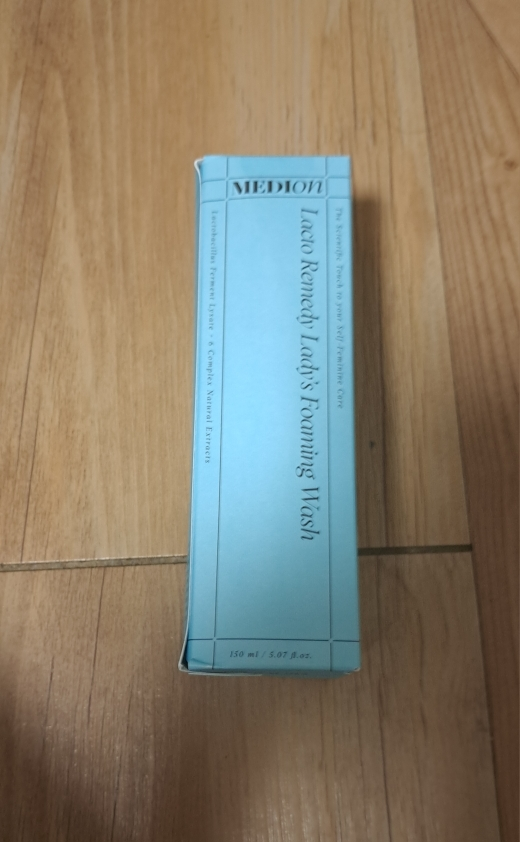 MEDION
The Scientific Touch to your Self-Feminine Care
Lacto Remedy Lady's Foaming Wash
Lactobacillus Ferment Lysate + 6 Complex Natural Extracts
150 ml / 5.07 fl.oz.